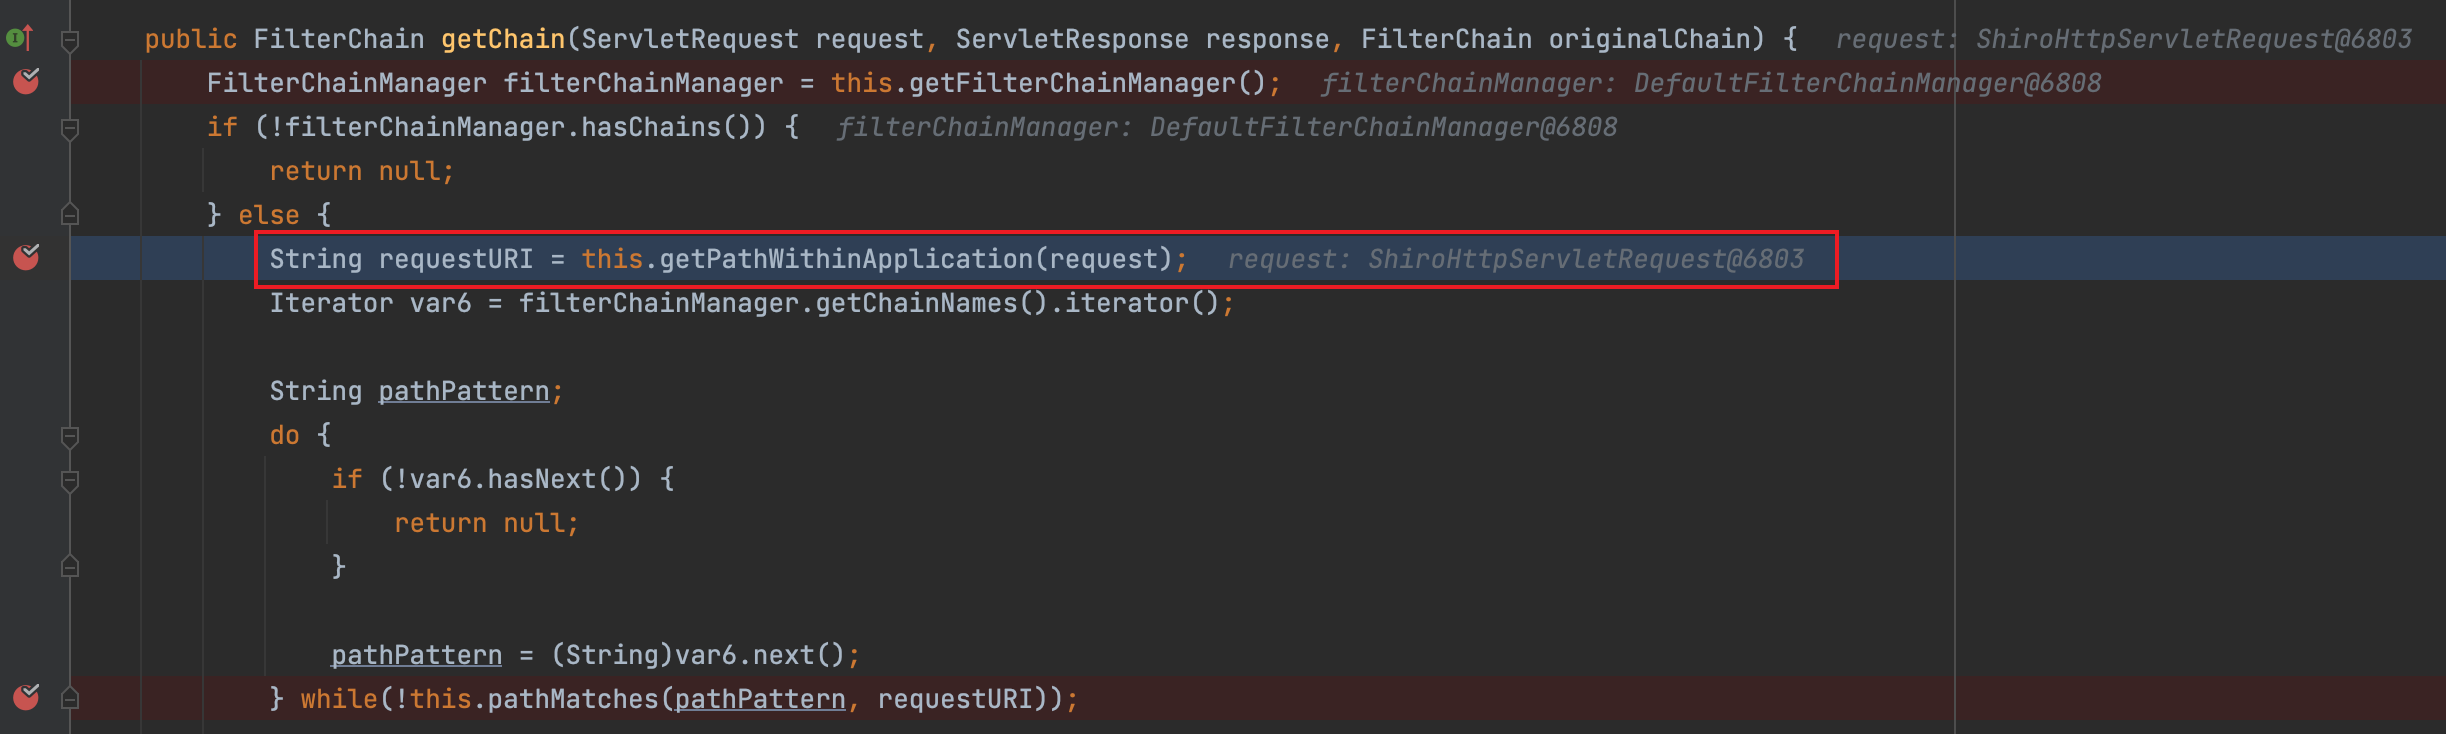 public FilterChain getChain(ServletRequest request, ServletResponse response, FilterChain originalChain) { request: ShiroHttpServletRequest@6803
FilterChainManager filterChainManager = this.getFilterChainManager(); filterChainManager: DefaultFilterChainManager@6808
if (!filterChainManager.hasChains()) { filterChainManager: DefaultFilterChainManager@6808
return null;
} else {
String requestURI = this.getPathWithinApplication(request); request: ShiroHttpServletRequest@6803
Iterator var6 = filterChainManager.getChainNames().iterator();
String pathPattern;
do {
if (!var6.hasNext()) {
return null;
}
pathPattern = (String)var6.next();
} while(!this.pathMatches(pathPattern, requestURI));